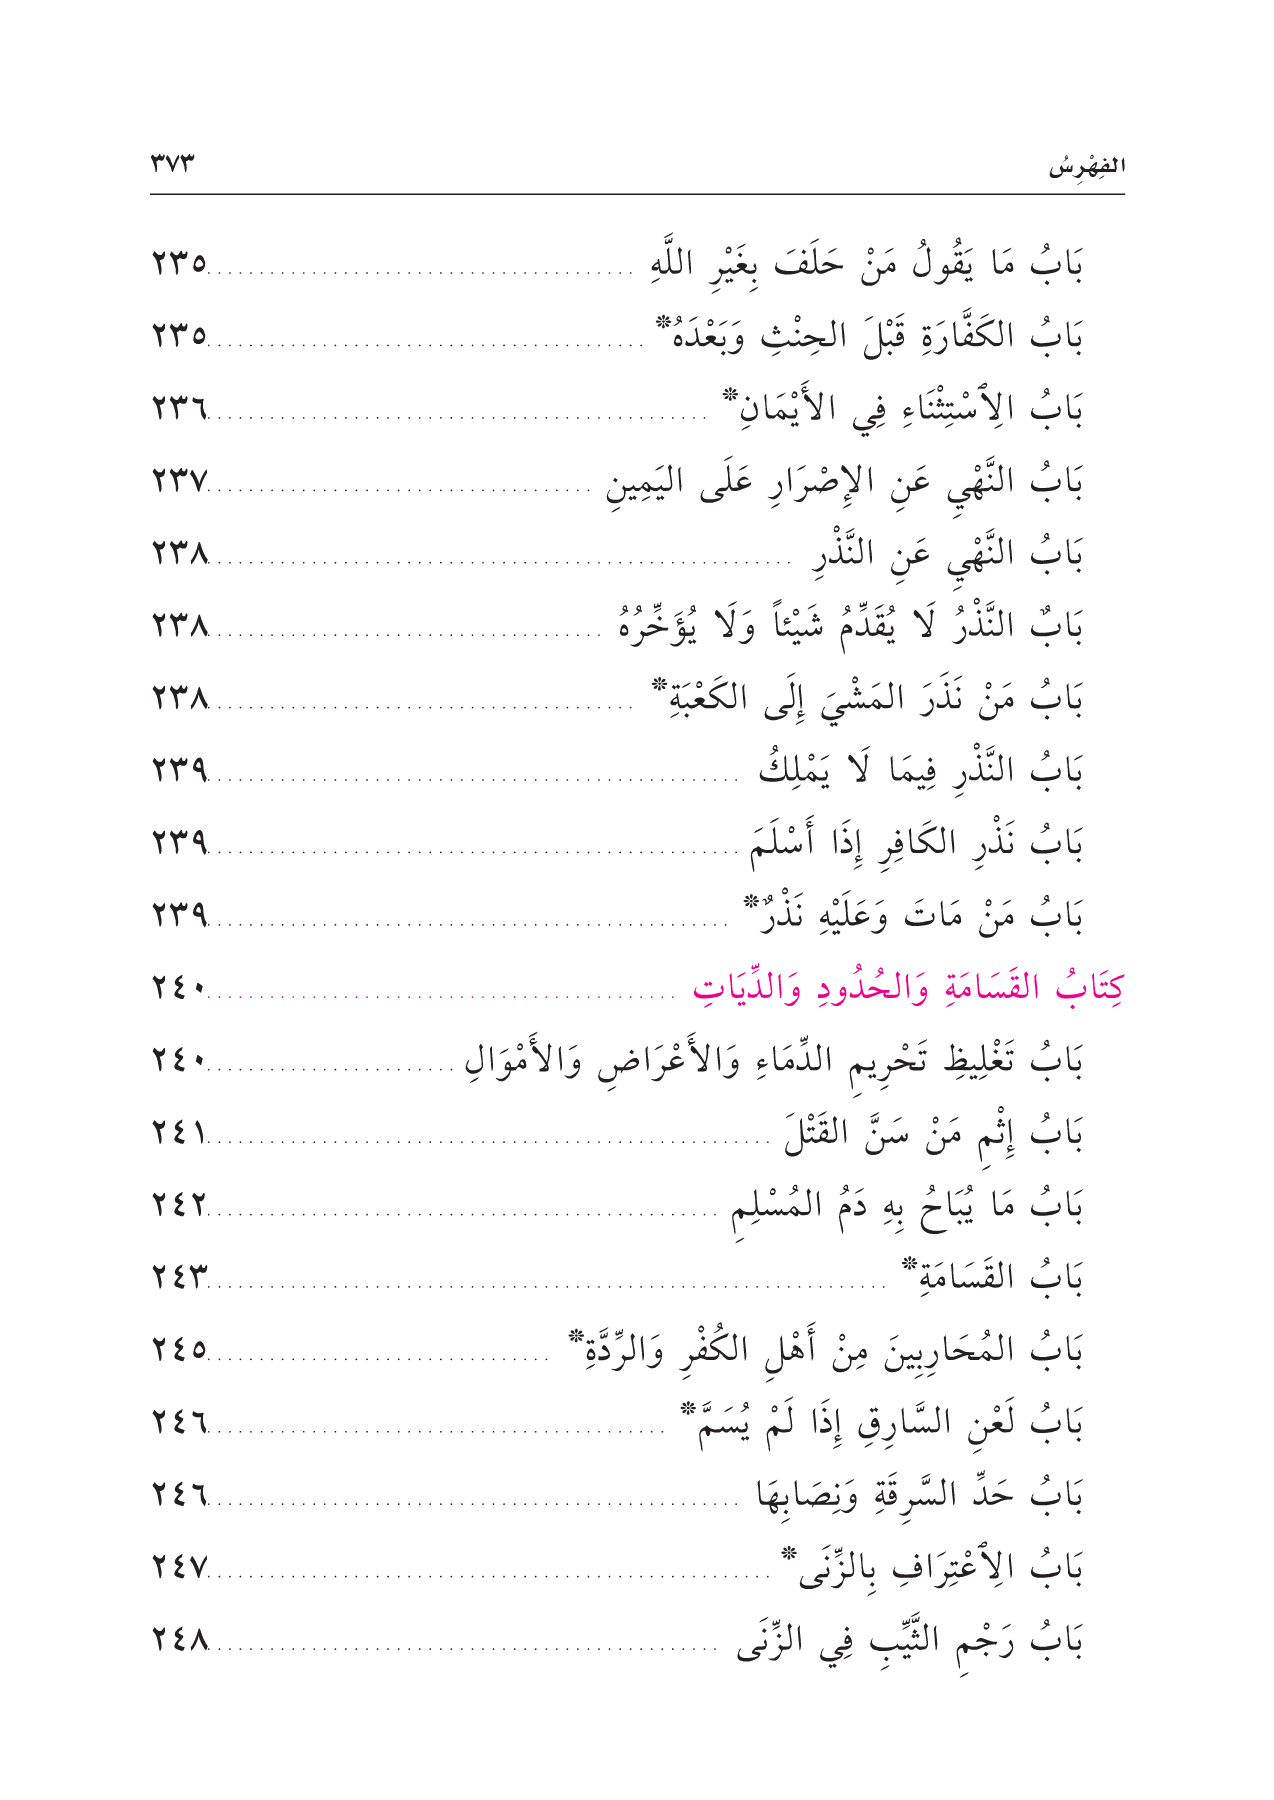 الفِهْرِسُ ٣٧٣
بَابُ مَا يَقُولُ مَنْ حَلَفَ بِغَيْرِ اللَّهِ ٢٣٥
بَابُ الكَفَّارَةِ قَبْلَ الحِنْثِ وَبَعْدَهُ* ٢٣٥
بَابُ الِٱسْتِثْنَاءِ فِي الأَيْمَانِ* ٢٣٦
بَابُ النَّهْيِ عَنِ الإِصْرَارِ عَلَى اليَمِينِ ٢٣٧
بَابُ النَّهْيِ عَنِ النَّذْرِ ٢٣٨
بَابٌ النَّذْرُ لَا يُقَدِّمُ شَيْئاً وَلَا يُؤَخِّرُهُ ٢٣٨
بَابُ مَنْ نَذَرَ المَشْيَ إِلَى الكَعْبَةِ* ٢٣٨
بَابُ النَّذْرِ فِيمَا لَا يَمْلِكُ ٢٣٩
بَابُ نَذْرِ الكَافِرِ إِذَا أَسْلَمَ ٢٣٩
بَابُ مَنْ مَاتَ وَعَلَيْهِ نَذْرٌ* ٢٣٩
كِتَابُ القَسَامَةِ وَالحُدُودِ وَالدِّيَاتِ ٢٤٠
بَابُ تَغْلِيظِ تَحْرِيمِ الدِّمَاءِ وَالأَعْرَاضِ وَالأَمْوَالِ ٢٤٠
بَابُ إِثْمِ مَنْ سَنَّ القَتْلَ ٢٤١
بَابُ مَا يُبَاحُ بِهِ دَمُ المُسْلِمِ ٢٤٢
بَابُ القَسَامَةِ* ٢٤٣
بَابُ المُحَارِبِينَ مِنْ أَهْلِ الكُفْرِ وَالرِّدَّةِ* ٢٤٥
بَابُ لَعْنِ السَّارِقِ إِذَا لَمْ يُسَمَّ* ٢٤٦
بَابُ حَدِّ السَّرِقَةِ وَنِصَابِهَا ٢٤٦
بَابُ الِٱعْتِرَافِ بِالزِّنَى* ٢٤٧
بَابُ رَجْمِ الثَّيِّبِ فِي الزِّنَى ٢٤٨